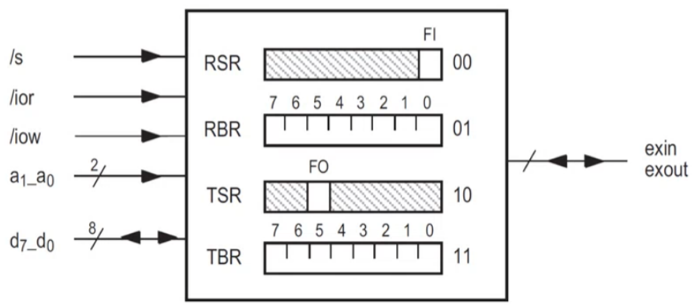 FI
/s RSR 00
/ior 7 6 5 4 3 2 1 0
RBR 01
/iow exin
FO exout
a1_a0 2 TSR 10
7 6 5 4 3 2 1 0
d7_d0 8 TBR 11